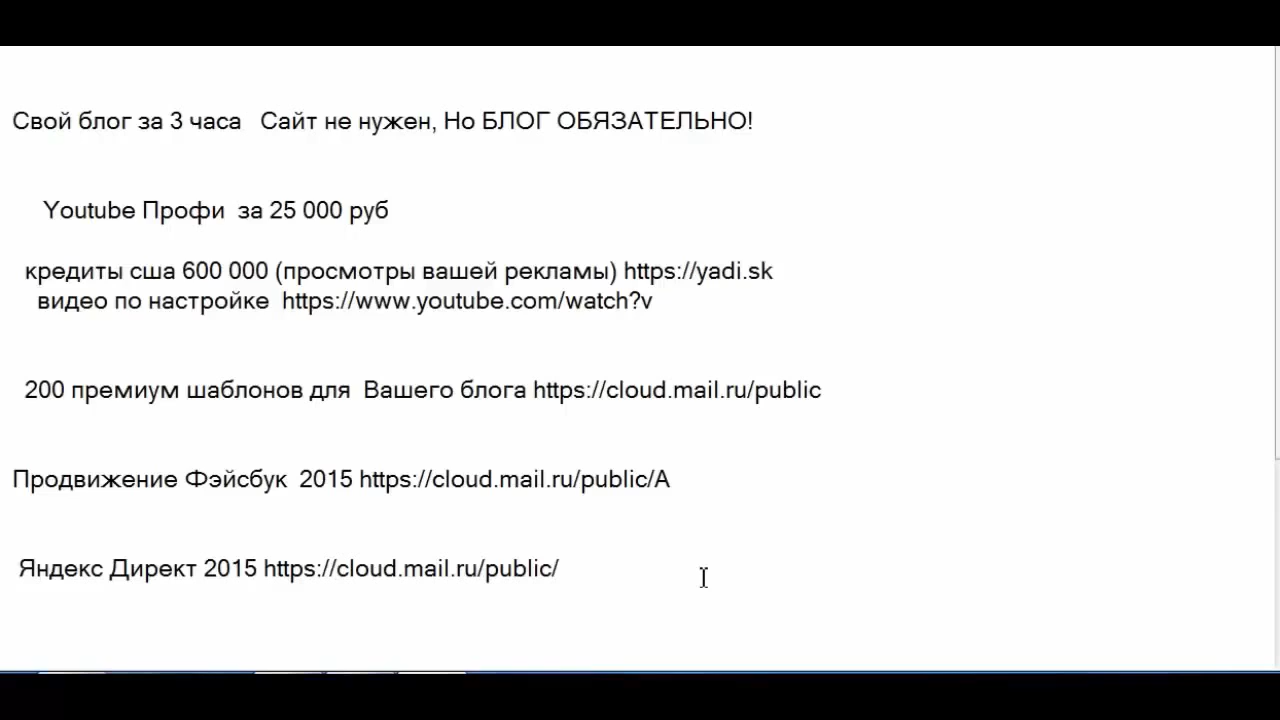 Свой блог за 3 часа Сайт не нужен, Но БЛОГ ОБЯЗАТЕЛЬНО!
Youtube Профи за 25 000 руб
кредиты сша 600 000 (просмотры вашей рекламы) https://yadi.sk
видео по настройке https://www.youtube.com/watch?v
200 премиум шаблонов для Вашего блога https://cloud.mail.ru/public
Продвижение Фэйсбук 2015 https://cloud.mail.ru/public/A
Яндекс Директ 2015 https://cloud.mail.ru/public/